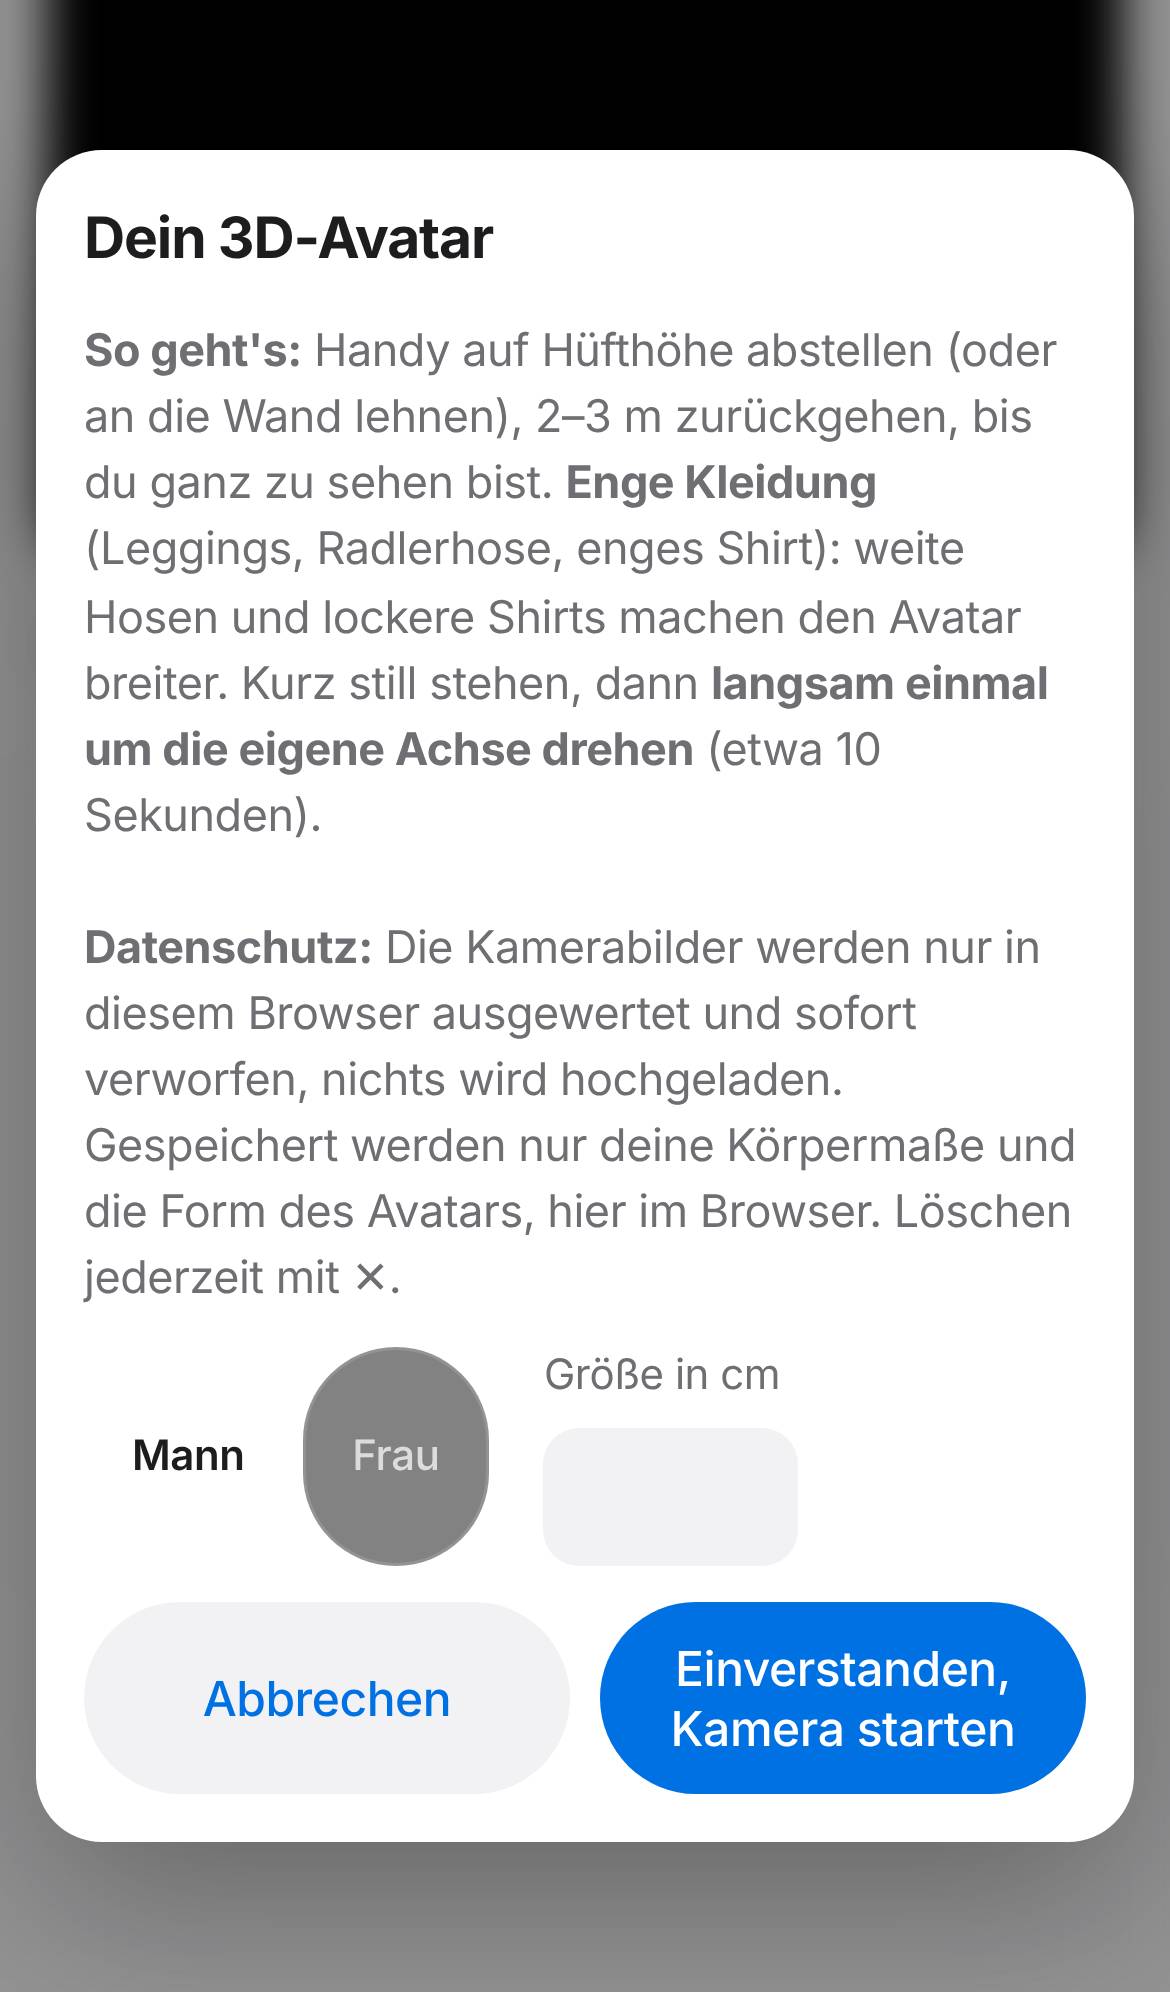 Dein 3D-Avatar
So geht's: Handy auf Hüfthöhe abstellen (oder
an die Wand lehnen), 2–3 m zurückgehen, bis
du ganz zu sehen bist. Enge Kleidung
(Leggings, Radlerhose, enges Shirt): weite
Hosen und lockere Shirts machen den Avatar
breiter. Kurz still stehen, dann langsam einmal
um die eigene Achse drehen (etwa 10
Sekunden).
Datenschutz: Die Kamerabilder werden nur in
diesem Browser ausgewertet und sofort
verworfen, nichts wird hochgeladen.
Gespeichert werden nur deine Körpermaße und
die Form des Avatars, hier im Browser. Löschen
jederzeit mit ✕.
Größe in cm
Mann Frau
Abbrechen
Einverstanden,
Kamera starten